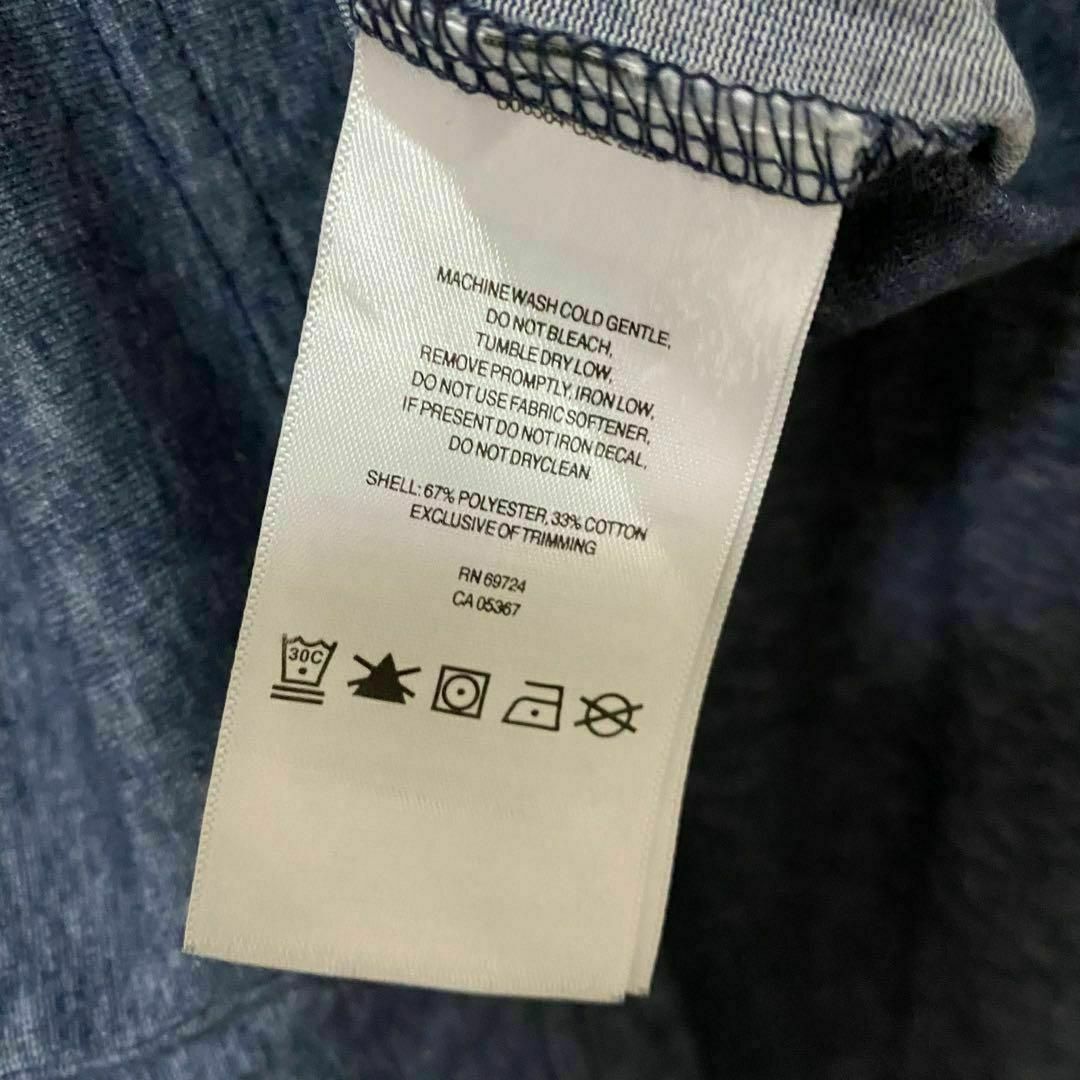 MACHINE WASH COLD GENTLE,
DO NOT BLEACH,
TUMBLE DRY LOW,
REMOVE PROMPTLY, IRON LOW,
DO NOT USE FABRIC SOFTENER,
IF PRESENT DO NOT IRON DECAL,
DO NOT DRYCLEAN.
SHELL: 67% POLYESTER, 33% COTTON
EXCLUSIVE OF TRIMMING
RN 69724
CA 05367
30C